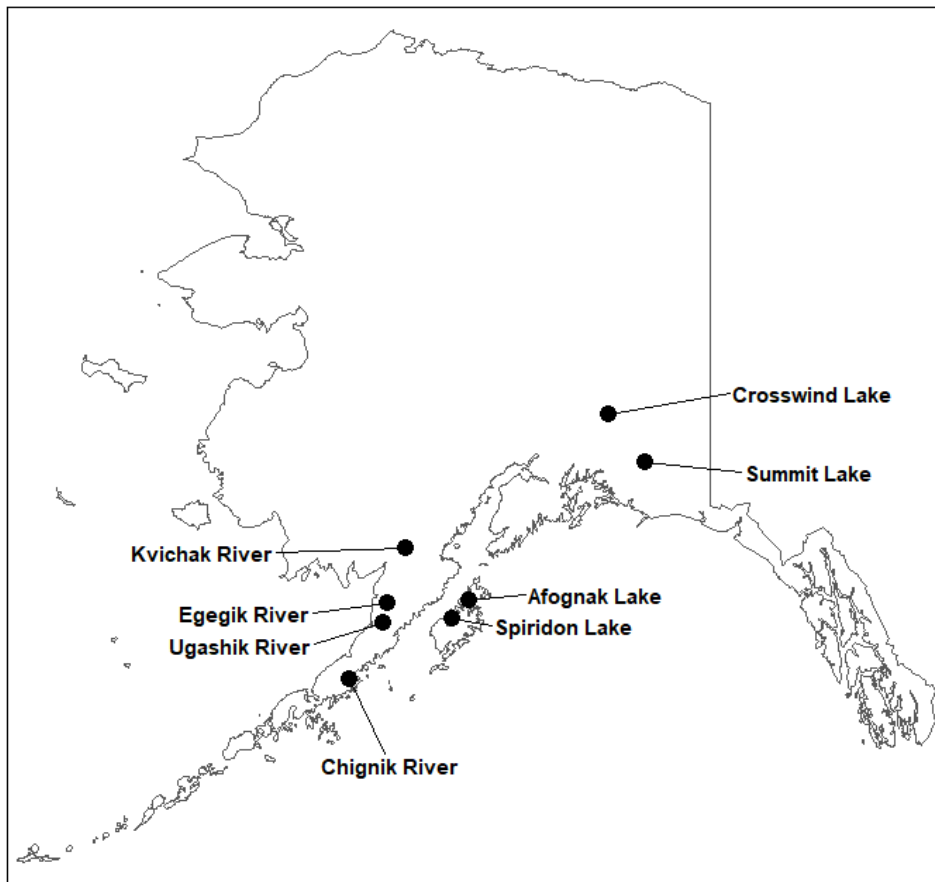 Crosswind Lake
Summit Lake
Kvichak River
Egegik River
Afognak Lake
Ugashik River
Spiridon Lake
Chignik River